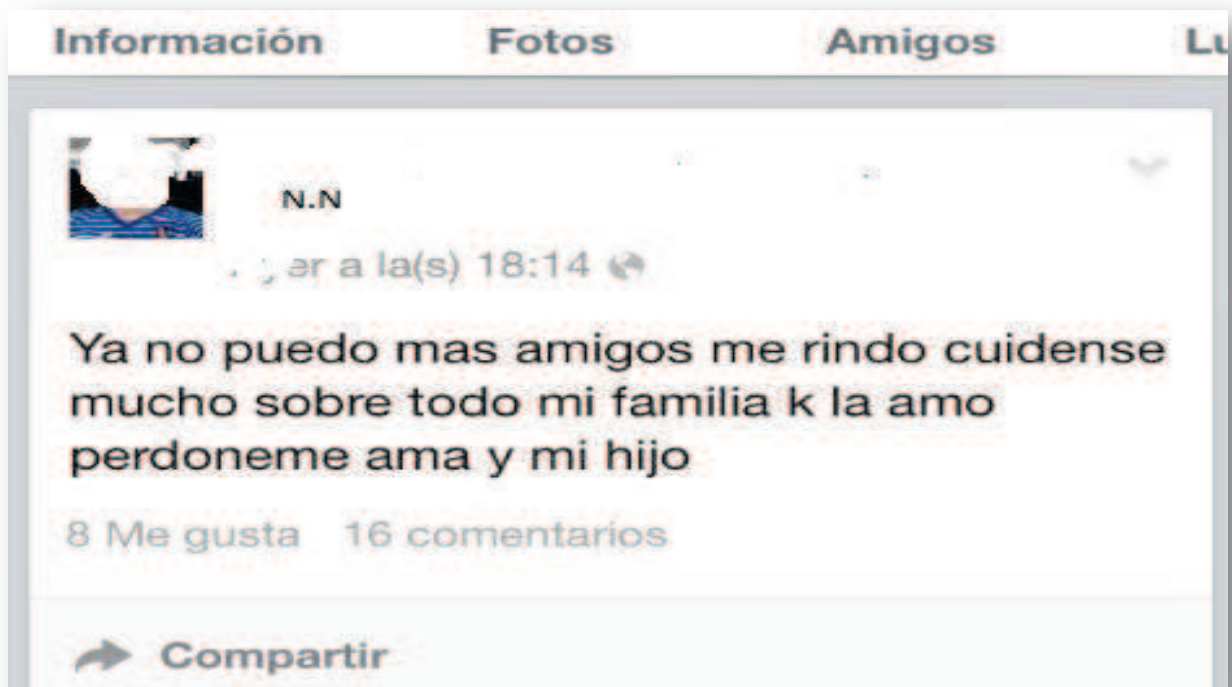 Información Fotos Amigos
N.N
a la(s) 18:14
Ya no puedo mas amigos me rindo cuidense
mucho sobre todo mi familia k la amo
perdoneme ama y mi hijo
8 Me gusta 16 comentarios
Compartir